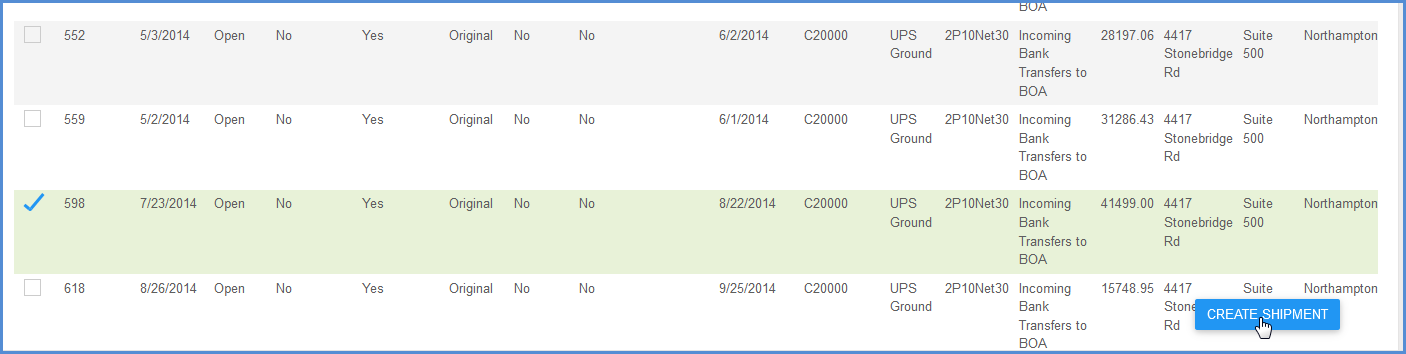 BOA BOA
552 5/3/2014 Open No Yes Original No No 6/2/2014 C20000 UPS 2P10Net30 Incoming 28197.06 4417 Suite Northampton
Ground Bank Stonebridge 500
Transfers to Rd
BOA
559 5/2/2014 Open No Yes Original No No 6/1/2014 C20000 UPS 2P10Net30 Incoming 31286.43 4417 Suite Northampton
Ground Bank Stonebridge 500
Transfers to Rd
BOA
598 7/23/2014 Open No Yes Original No No 8/22/2014 C20000 UPS 2P10Net30 Incoming 41499.00 4417 Suite Northampton
Ground Bank Stonebridge 500
Transfers to Rd
BOA
618 8/26/2014 Open No Yes Original No No 9/25/2014 C20000 UPS 2P10Net30 Incoming 15748.95 4417 Suite Northampton
Ground Bank
Transfers to Rd CREATE SHIPMENT
BOA